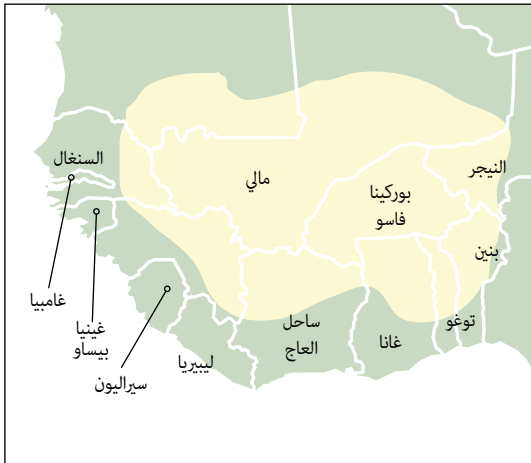 السنغال
مالي
النيجر
بوركينا
فاسو
بنين
غامبيا
غينيا
بيساو
سيراليون
ليبيريا
ساحل
العاج
غانا
توغو